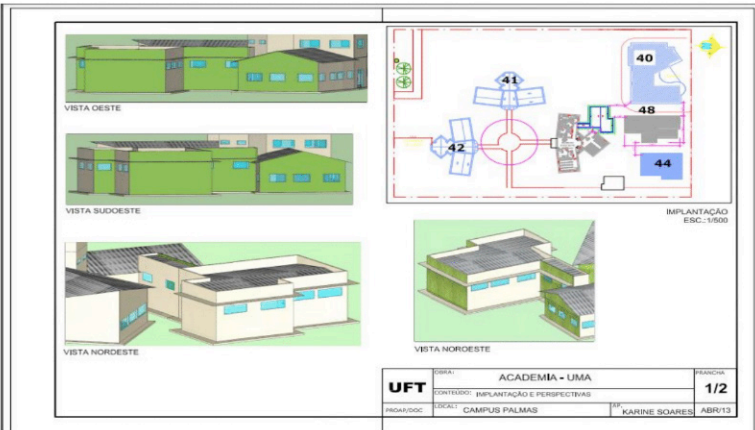 VISTA OESTE
VISTA SUDOESTE
VISTA NORDESTE
VISTA NOROESTE
40
41
48
42
44
IMPLANTAÇÃO
ESC.:1/500
UFT
OBRA:
ACADEMIA - UMA
PRANCHA
1/2
CONTEÚDO: IMPLANTAÇÃO E PERSPECTIVAS
PROAP/DOC
LOCAL: CAMPUS PALMAS
KARINE SOARES
ABR/13